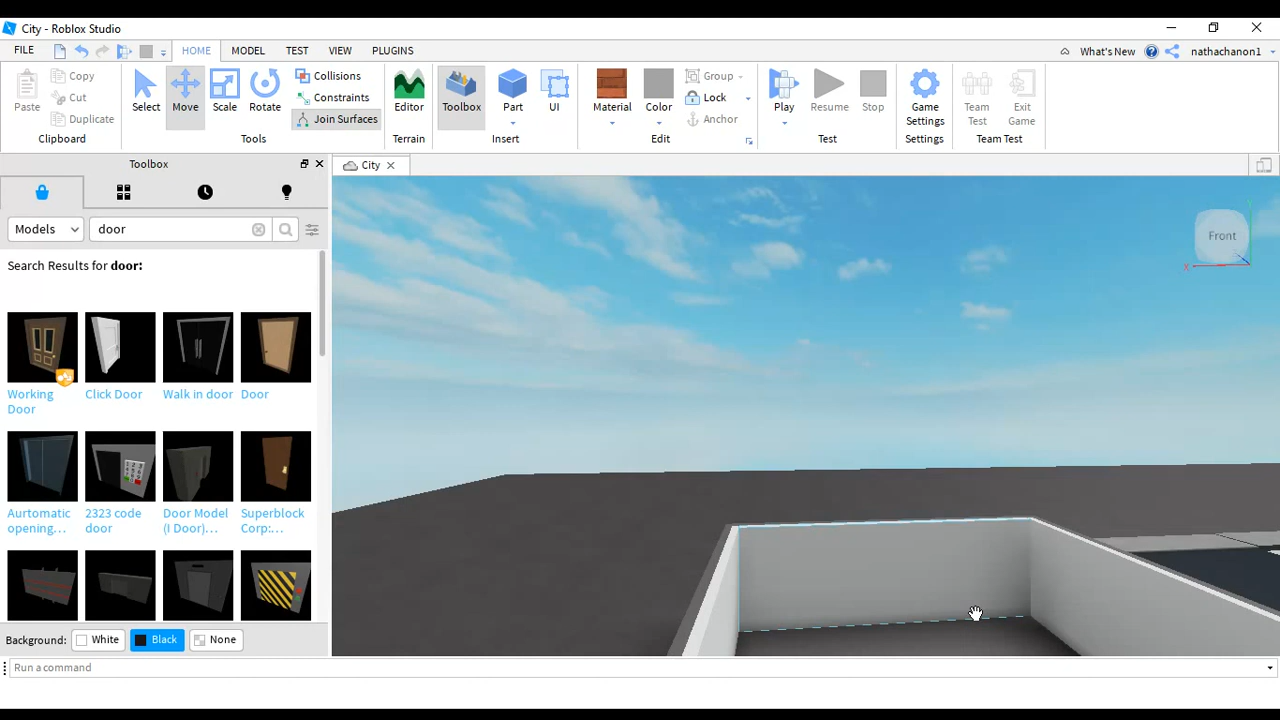 City - Roblox Studio
FILE HOME MODEL TEST VIEW PLUGINS What's New nathachanon1
Paste Copy Cut Duplicate Clipboard
Select Move Scale Rotate Collisions Constraints Join Surfaces Tools
Editor Terrain
Toolbox Part UI Insert
Material Color Group Lock Anchor Edit
Play Resume Stop Test
Game Settings Settings
Team Test Exit Game Team Test
Toolbox
City
Models door
Search Results for door:
Working Door
Click Door
Walk in door
Door
Aurtomatic opening...
2323 code door
Door Model (I Door)...
Superblock Corp:...
Background: White Black None
Run a command
Front
X